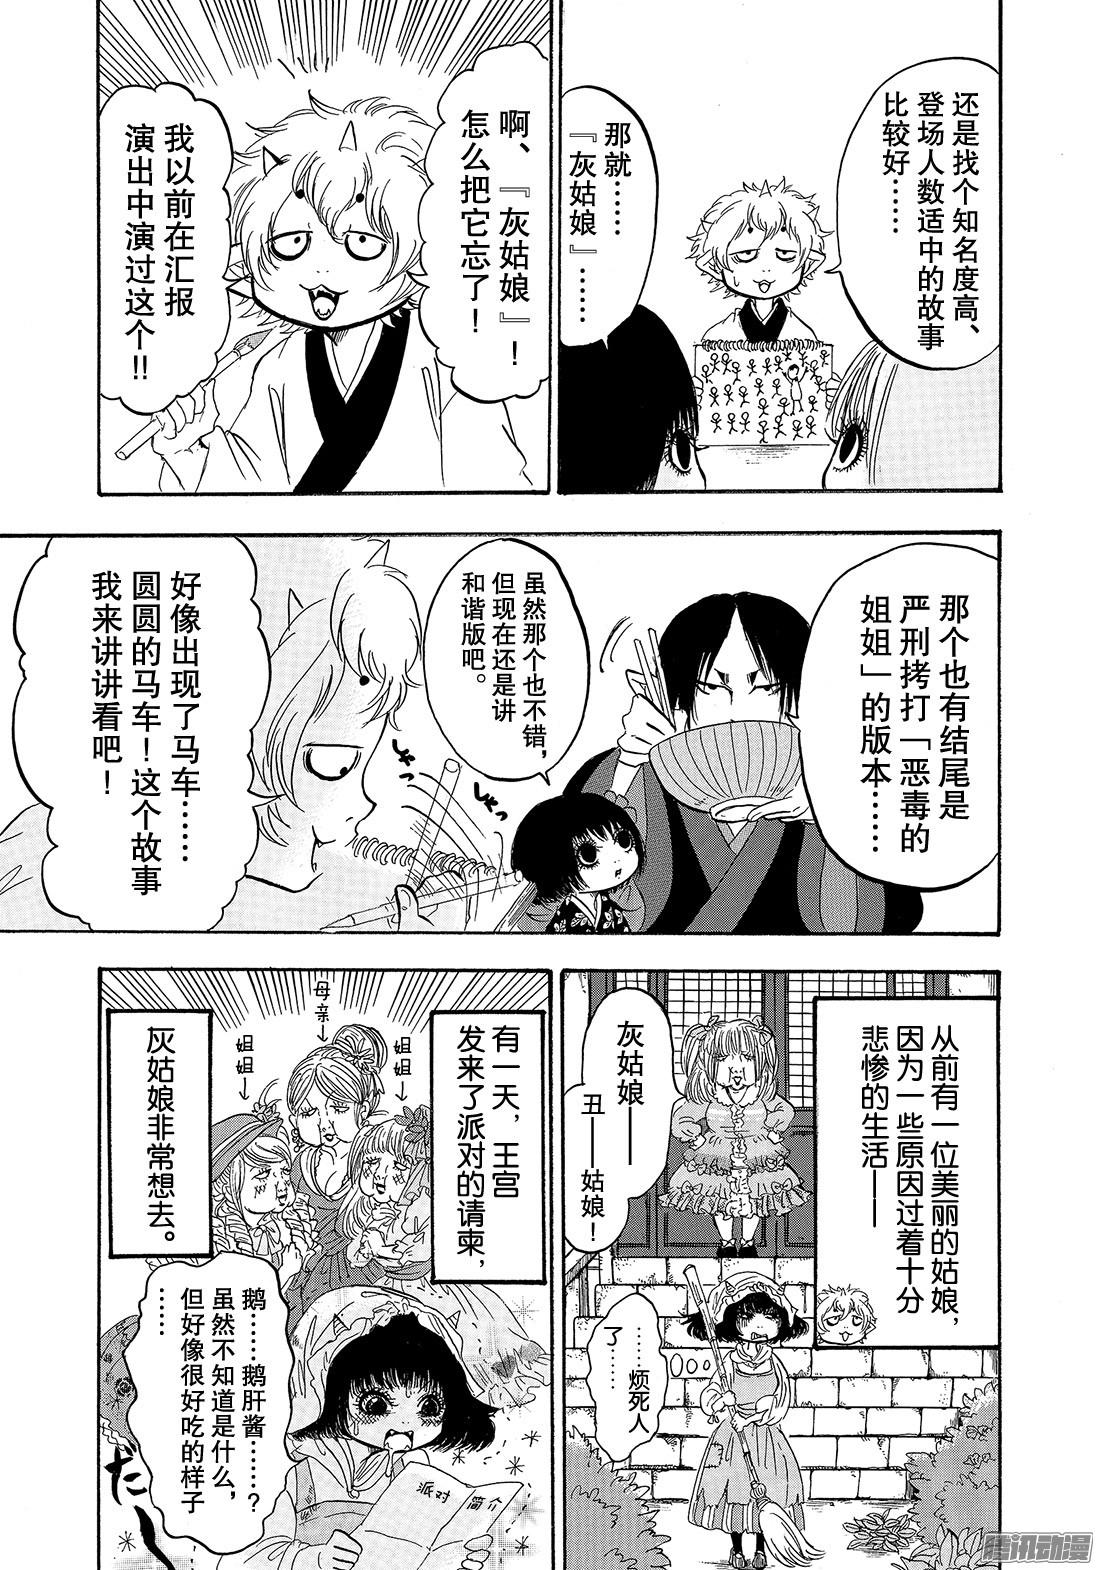 还是找个知名度高、
登场人数适中的故事
比较好……
那就……
『灰姑娘』……
啊、『灰姑娘』！
怎么把它忘了！
我以前在汇报
演出中演过这个!!
那个也有结尾是
严刑拷打「恶毒的
姐姐」的版本……
虽然那个也不错，
但现在还是讲
和谐版吧。
好像出现了马车……
圆圆的马车！这个故事
我来讲讲看吧！
从前有一位美丽的姑娘，
因为一些原因过着十分
悲惨的生活——
灰姑娘——
丑——姑娘！
……烦死人
了……
有一天，王宫
发来了派对的请柬，
母亲→
姐姐→
姐姐→
灰姑娘非常想去。
鹅……鹅肝酱……？
虽然不知道是什么，
但好像很好吃的样子
……
派对 简介
だー
腾讯动漫